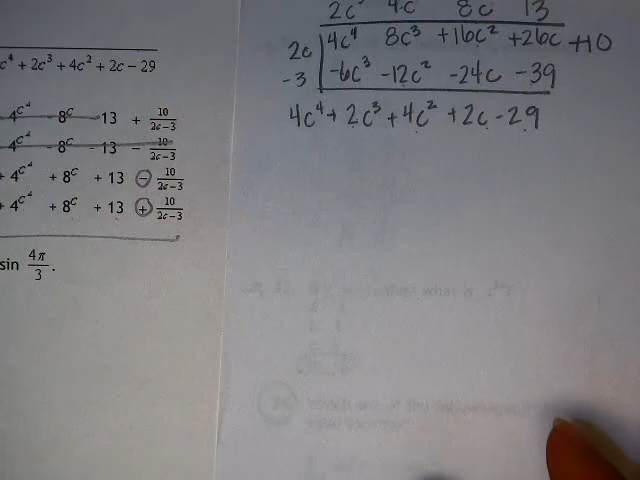 c⁴ + 2c³ + 4c² + 2c - 29
4c⁴ - 8c - 13 + 10/2c-3
4c⁴ - 8c - 13 - 10/2c-3
+ 4c⁴ + 8c + 13 - 10/2c-3
+ 4c⁴ + 8c + 13 + 10/2c-3
sin 4π/3.
2c³ 4c² 8c 13
2c 4c⁴ 8c³ +16c² +26c +10
-3 -6c³ -12c² -24c -39
4c⁴ + 2c³ + 4c² + 2c - 29